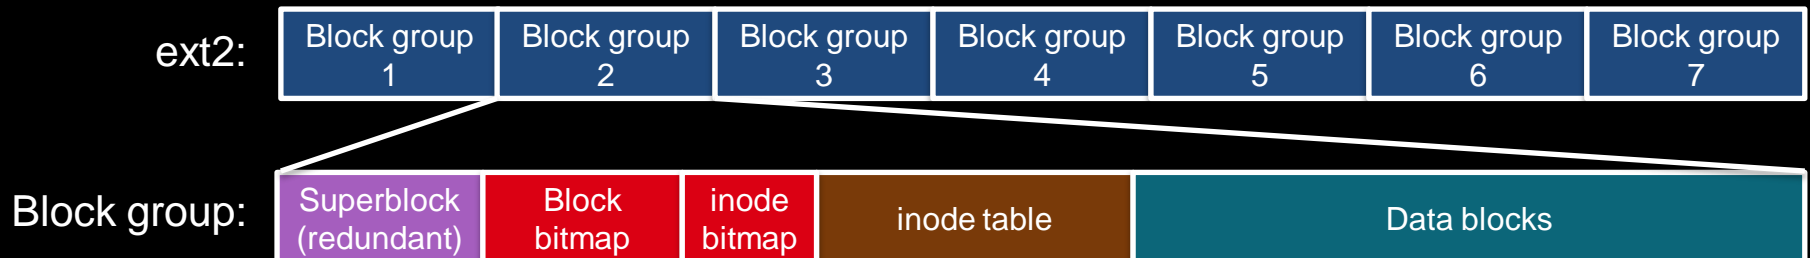 ext2:
Block group Block group Block group Block group Block group Block group Block group
1 2 3 4 5 6 7
Block group:
Superblock Block inode inode table Data blocks
(redundant) bitmap bitmap